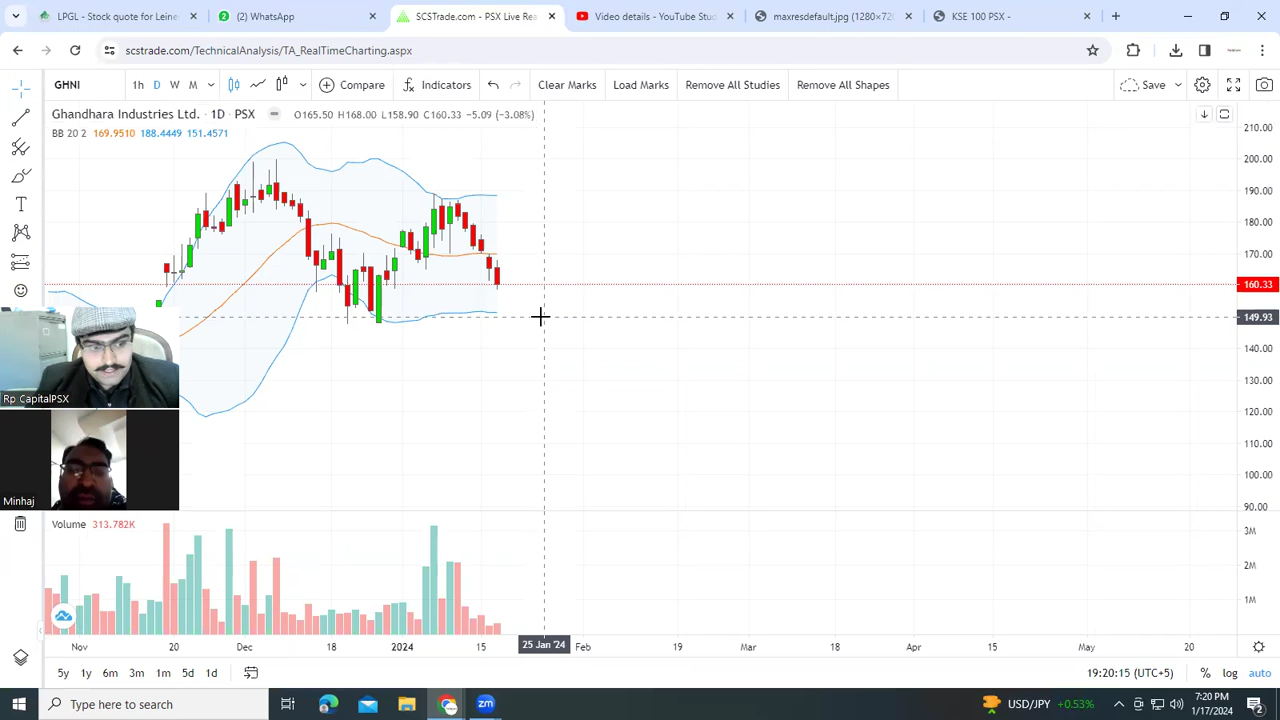 LPGL - Stock quote for Leine
(2) WhatsApp
SCSTrade.com - PSX Live Rea
Video details - YouTube Stud
maxresdefault.jpg (1280×720
KSE 100 PSX -
scstrade.com/TechnicalAnalysis/TA_RealTimeCharting.aspx
GHNI
1h
D
W
M
Compare
Indicators
Clear Marks
Load Marks
Remove All Studies
Remove All Shapes
Save
Ghandhara Industries Ltd. · 1D · PSX
O165.50 H168.00 L158.90 C160.33 -5.09 (-3.08%)
BB 20 2 169.9510 188.4449 151.4571
210.00
200.00
190.00
180.00
170.00
160.33
149.93
140.00
130.00
120.00
110.00
100.00
90.00
Rp CapitalPSX
Minhaj
Volume 313.782K
3M
2M
1M
Nov
20
Dec
18
2024
15
25 Jan '24
Feb
19
Mar
18
Apr
15
May
20
5y 1y 6m 3m 1m 5d 1d
19:20:15 (UTC+5)
%
log
auto
Type here to search
USD/JPY +0.53%
7:20 PM
1/17/2024
2